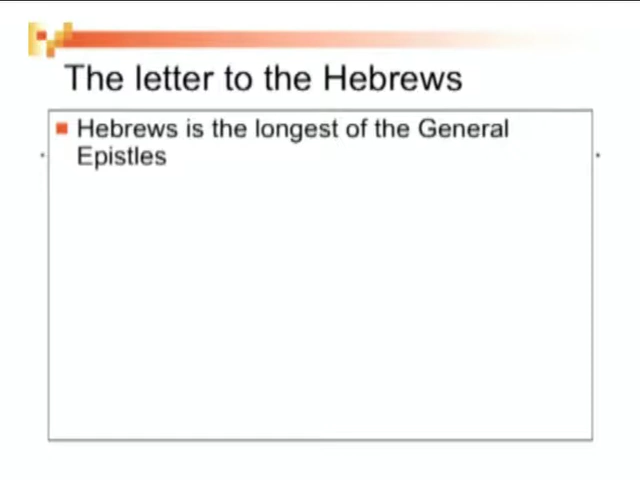 The letter to the Hebrews
Hebrews is the longest of the General
Epistles